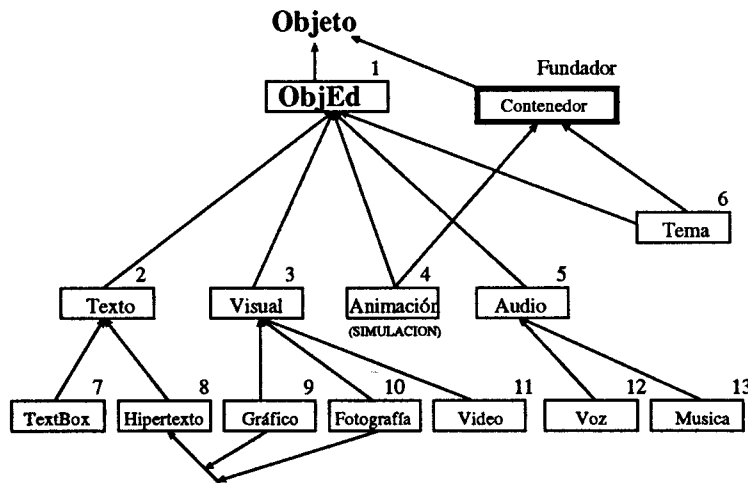 Objeto
1
Fundador
ObjEd
Contenedor
6
Tema
2
3
4
5
Texto
Visual
Animación
Audio
(SIMULACION)
7
8
9
10
11
12
13
TextBox
Hipertexto
Gráfico
Fotografía
Video
Voz
Musica